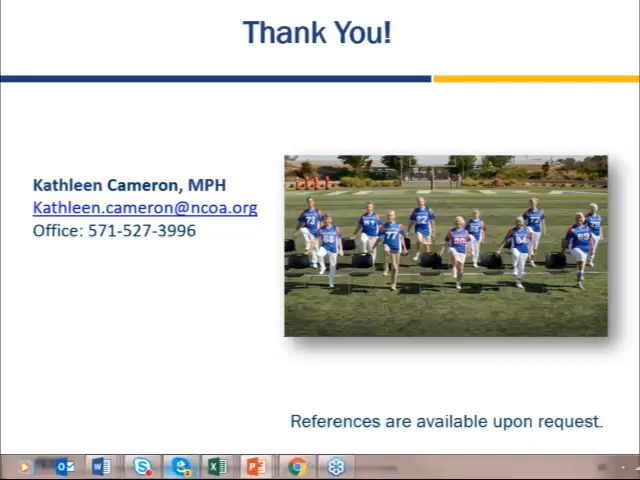 Thank You!
Kathleen Cameron, MPH
Kathleen.cameron@ncoa.org
Office: 571-527-3996
References are available upon request.